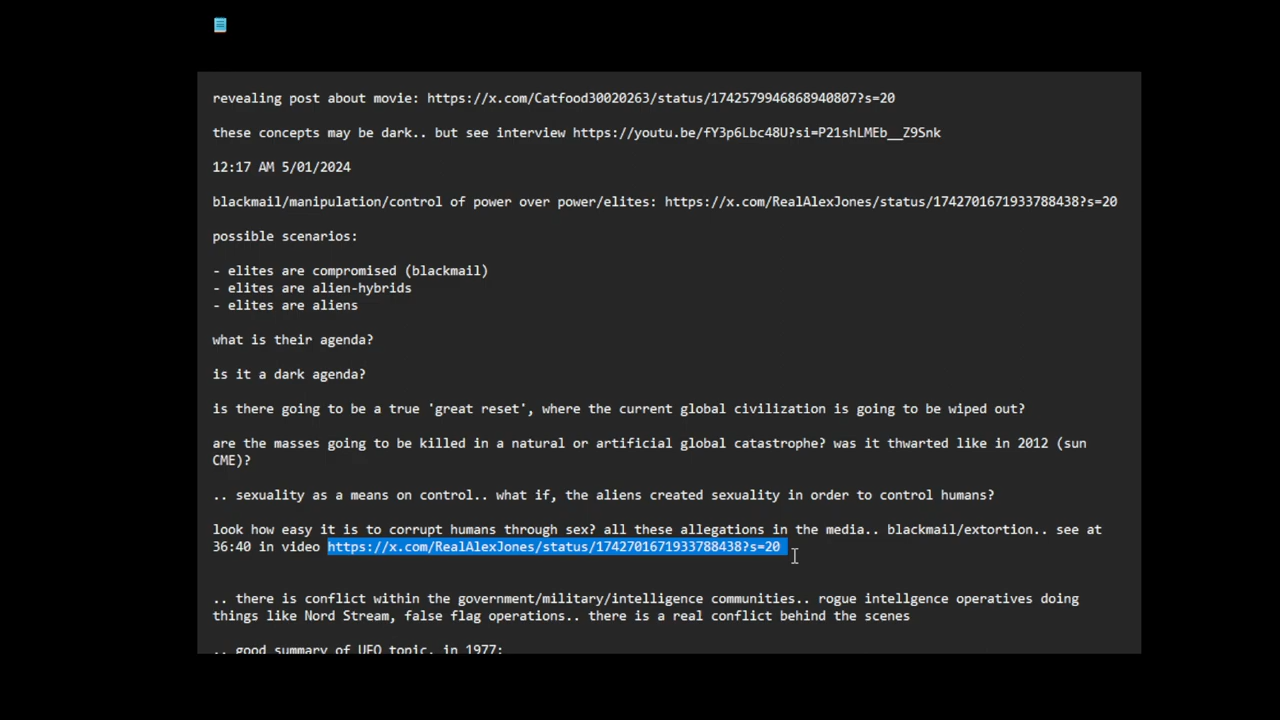 revealing post about movie: https://x.com/Catfood30020263/status/1742579946868940807?s=20
these concepts may be dark.. but see interview https://youtu.be/fY3p6Lbc48U?si=P21shLMEb__Z9Snk
12:17 AM 5/01/2024
blackmail/manipulation/control of power over power/elites: https://x.com/RealAlexJones/status/1742701671933788438?s=20
possible scenarios:
- elites are compromised (blackmail)
- elites are alien-hybrids
- elites are aliens
what is their agenda?
is it a dark agenda?
is there going to be a true 'great reset', where the current global civilization is going to be wiped out?
are the masses going to be killed in a natural or artificial global catastrophe? was it thwarted like in 2012 (sun
CME)?
.. sexuality as a means on control.. what if, the aliens created sexuality in order to control humans?
look how easy it is to corrupt humans through sex? all these allegations in the media.. blackmail/extortion.. see at
36:40 in video https://x.com/RealAlexJones/status/1742701671933788438?s=20
.. there is conflict within the government/military/intelligence communities.. rogue intellgence operatives doing
things like Nord Stream, false flag operations.. there is a real conflict behind the scenes
.. good summary of UFO topic, in 1977: